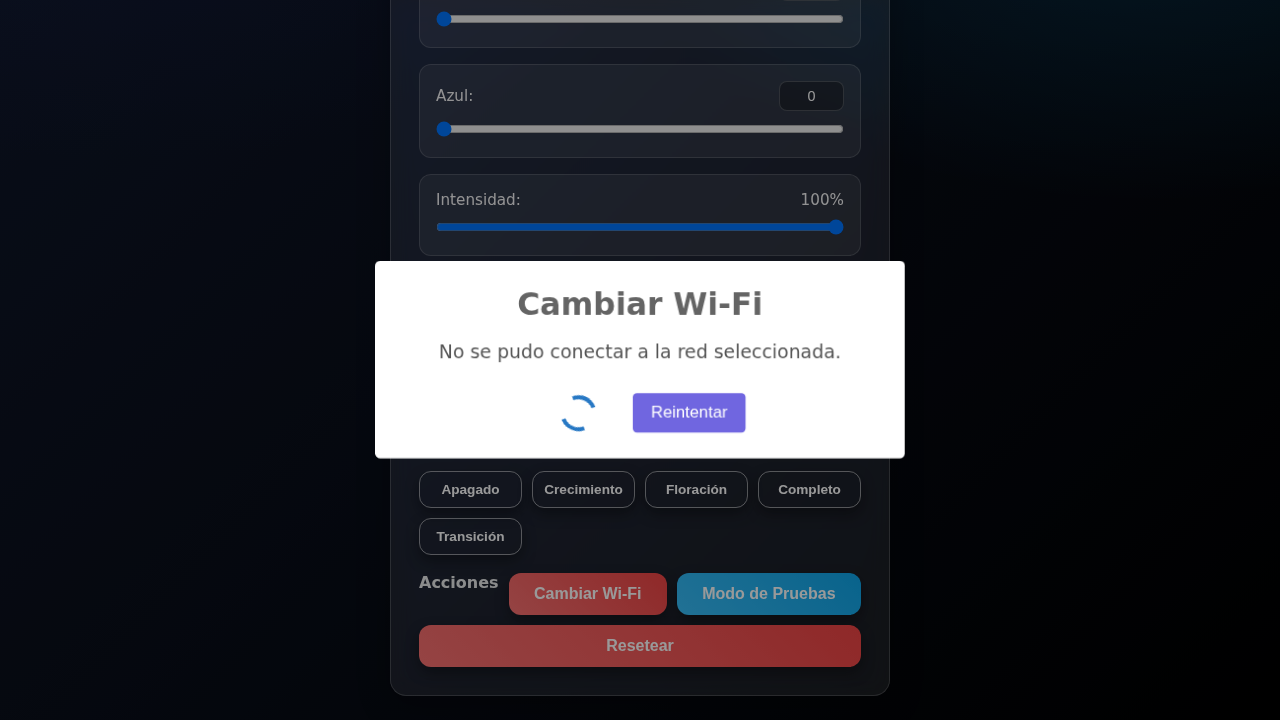 Azul:
0
Intensidad:
100%
Cambiar Wi-Fi
No se pudo conectar a la red seleccionada.
Reintentar
Apagado
Crecimiento
Floración
Completo
Transición
Acciones
Cambiar Wi-Fi
Modo de Pruebas
Resetear